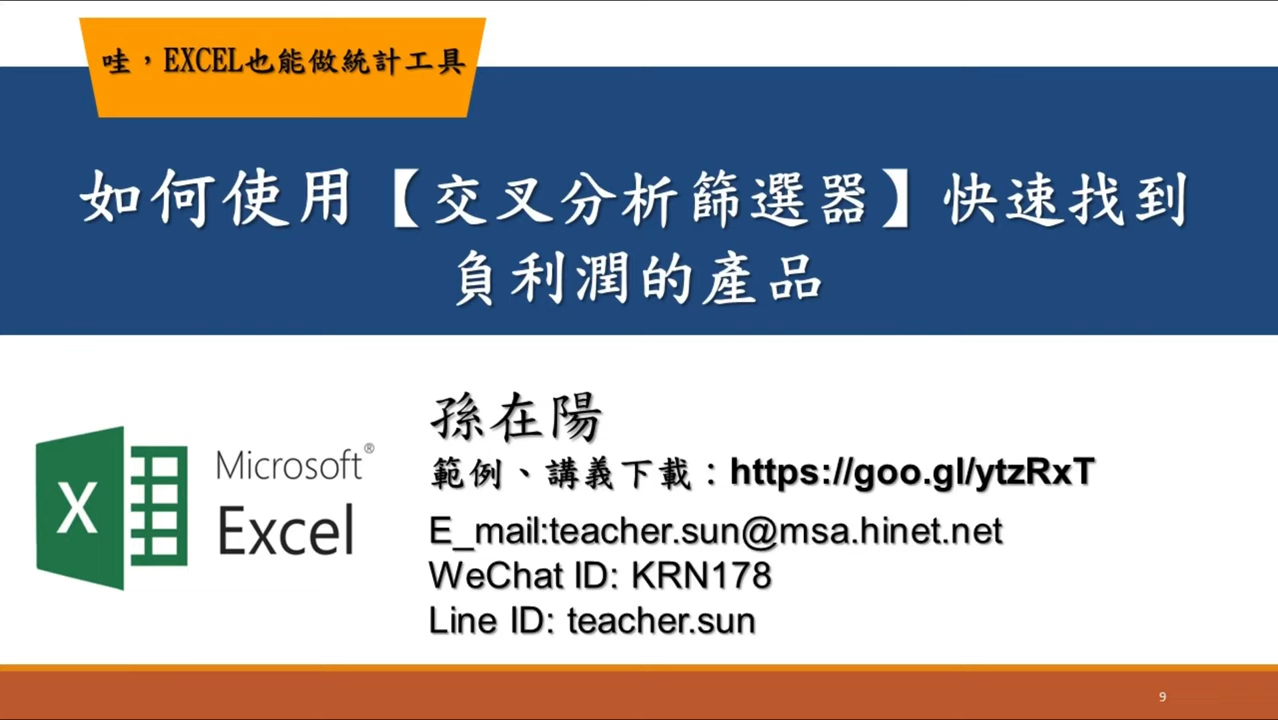 哇，EXCEL也能做統計工具
如何使用【交叉分析篩選器】快速找到
負利潤的產品
孫在陽
範例、講義下載：https://goo.gl/ytzRxT
E_mail:teacher.sun@msa.hinet.net
WeChat ID: KRN178
Line ID: teacher.sun
X
Microsoft®
Excel
9